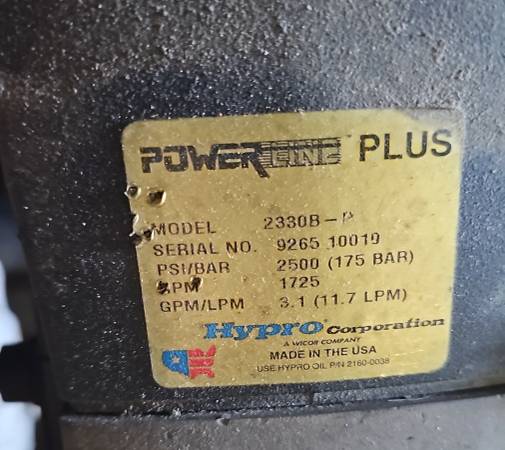 POWERLINE™ PLUS
MODEL 2330B-P
SERIAL NO. 9265 10019
PSI/BAR 2500 (175 BAR)
RPM 1725
GPM/LPM 3.1 (11.7 LPM)
Hypro Corporation
A WICOR COMPANY
MADE IN THE USA
USE HYPRO OIL P/N 2160-0038